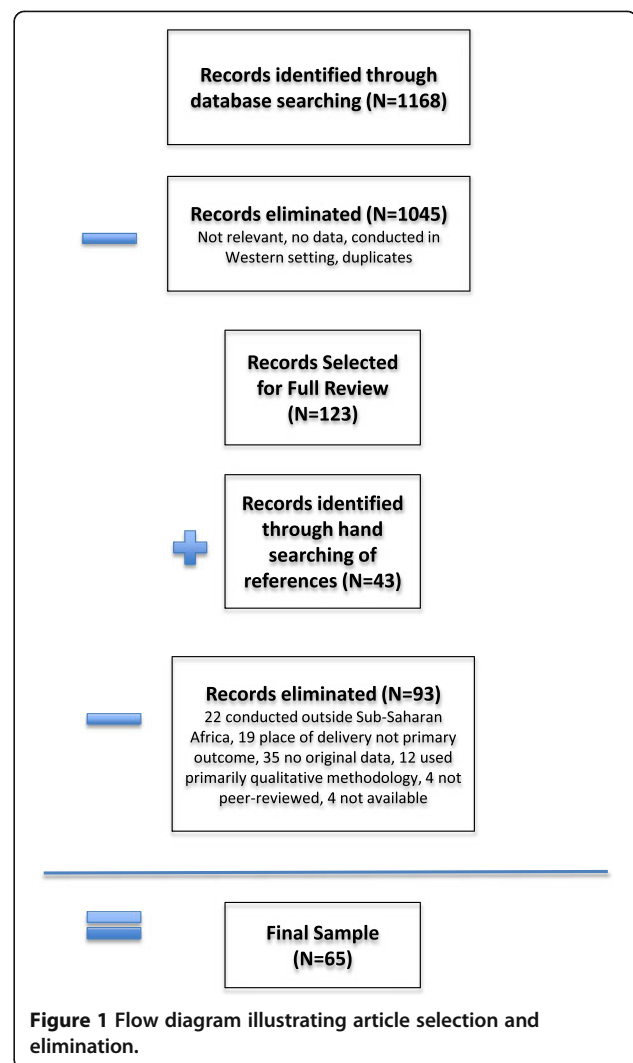 Records identified through
database searching (N=1168)
Records eliminated (N=1045)
Not relevant, no data, conducted in
Western setting, duplicates
Records Selected
for Full Review
(N=123)
Records identified
through hand
searching of
references (N=43)
Records eliminated (N=93)
22 conducted outside Sub-Saharan
Africa, 19 place of delivery not primary
outcome, 35 no original data, 12 used
primarily qualitative methodology, 4 not
peer-reviewed, 4 not available
Final Sample
(N=65)
Figure 1 Flow diagram illustrating article selection and
elimination.